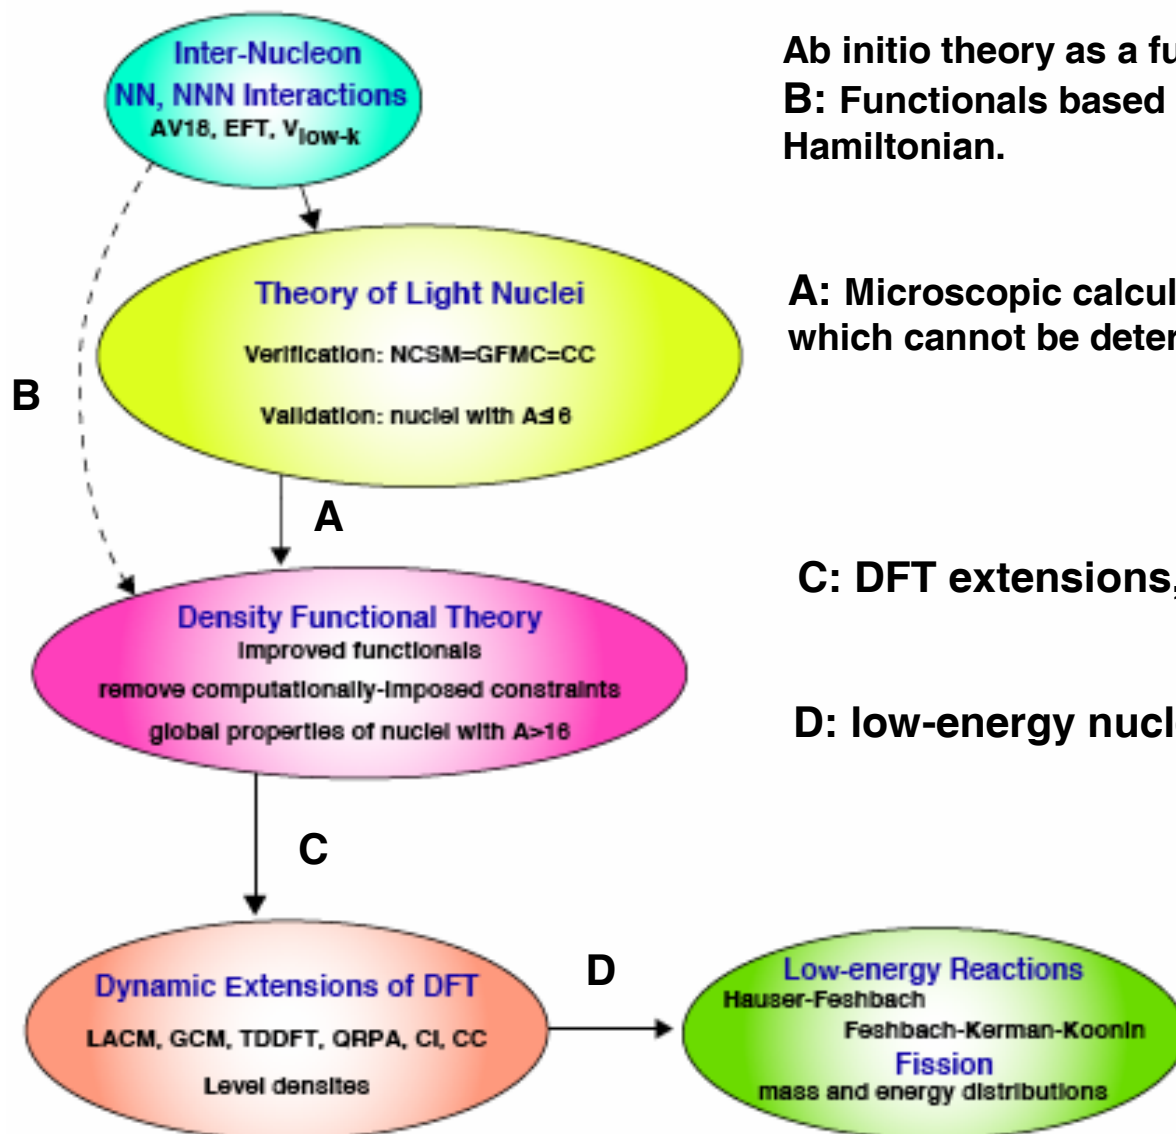 Inter-Nucleon
NN, NNN Interactions
AV18, EFT, Vlow-k
Ab initio theory as a fu
B: Functionals based
Hamiltonian.
Theory of Light Nuclei
Verification: NCSM=GFMC=CC
Validation: nuclei with A≤16
A: Microscopic calcul
which cannot be deter
B
A
Density Functional Theory
improved functionals
remove computationally-imposed constraints
global properties of nuclei with A>16
C: DFT extensions,
D: low-energy nucl
C
Dynamic Extensions of DFT
LACM, GCM, TDDFT, QRPA, CI, CC
Level densites
D
Low-energy Reactions
Hauser-Feshbach
Feshbach-Kerman-Koonin
Fission
mass and energy distributions